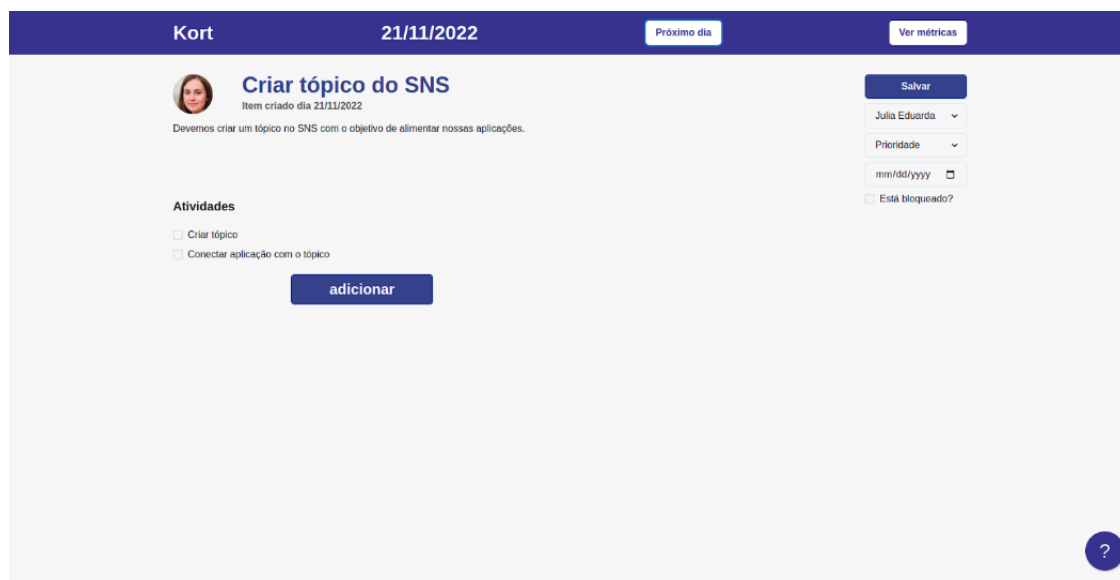 Kort
21/11/2022
Próximo dia
Ver métricas
Criar tópico do SNS
Item criado dia 21/11/2022
Devemos criar um tópico no SNS com o objetivo de alimentar nossas aplicações.
Salvar
Julia Eduarda
Prioridade
mm/dd/yyyy
Está bloqueado?
Atividades
Criar tópico
Conectar aplicação com o tópico
adicionar
?